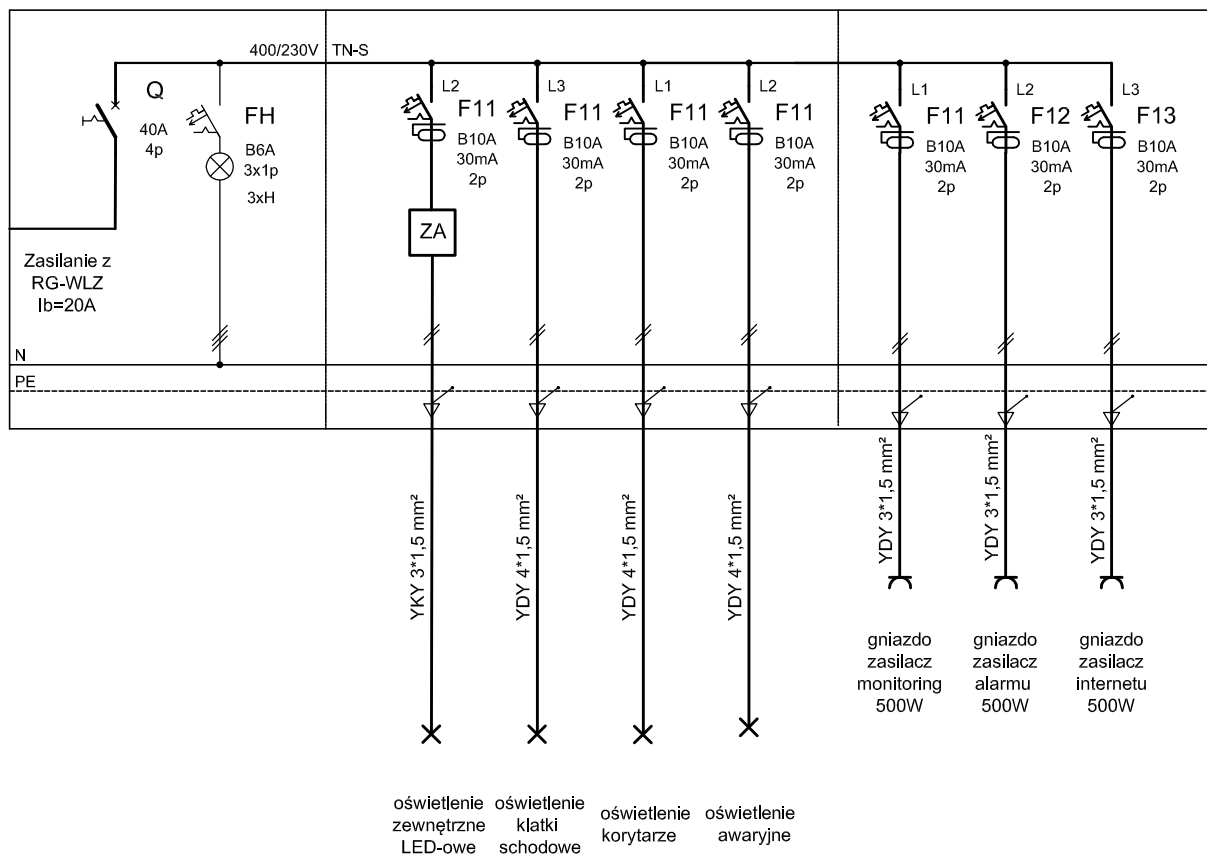 400/230V
TN-S
Q
40A
4p
FH
B6A
3x1p
3xH
Zasilanie z
RG-WLZ
Ib=20A
N
PE
L2
F11
B10A
30mA
2p
ZA
L3
F11
B10A
30mA
2p
L1
F11
B10A
30mA
2p
L2
F11
B10A
30mA
2p
L1
F11
B10A
30mA
2p
L2
F12
B10A
30mA
2p
L3
F13
B10A
30mA
2p
YKY 3*1,5 mm²
YDY 4*1,5 mm²
YDY 4*1,5 mm²
YDY 4*1,5 mm²
YDY 3*1,5 mm²
YDY 3*1,5 mm²
YDY 3*1,5 mm²
gniazdo
zasilacz
monitoring
500W
gniazdo
zasilacz
alarmu
500W
gniazdo
zasilacz
internetu
500W
oświetlenie
zewnętrzne
LED-owe
oświetlenie
klatki
schodowe
oświetlenie
korytarze
oświetlenie
awaryjne